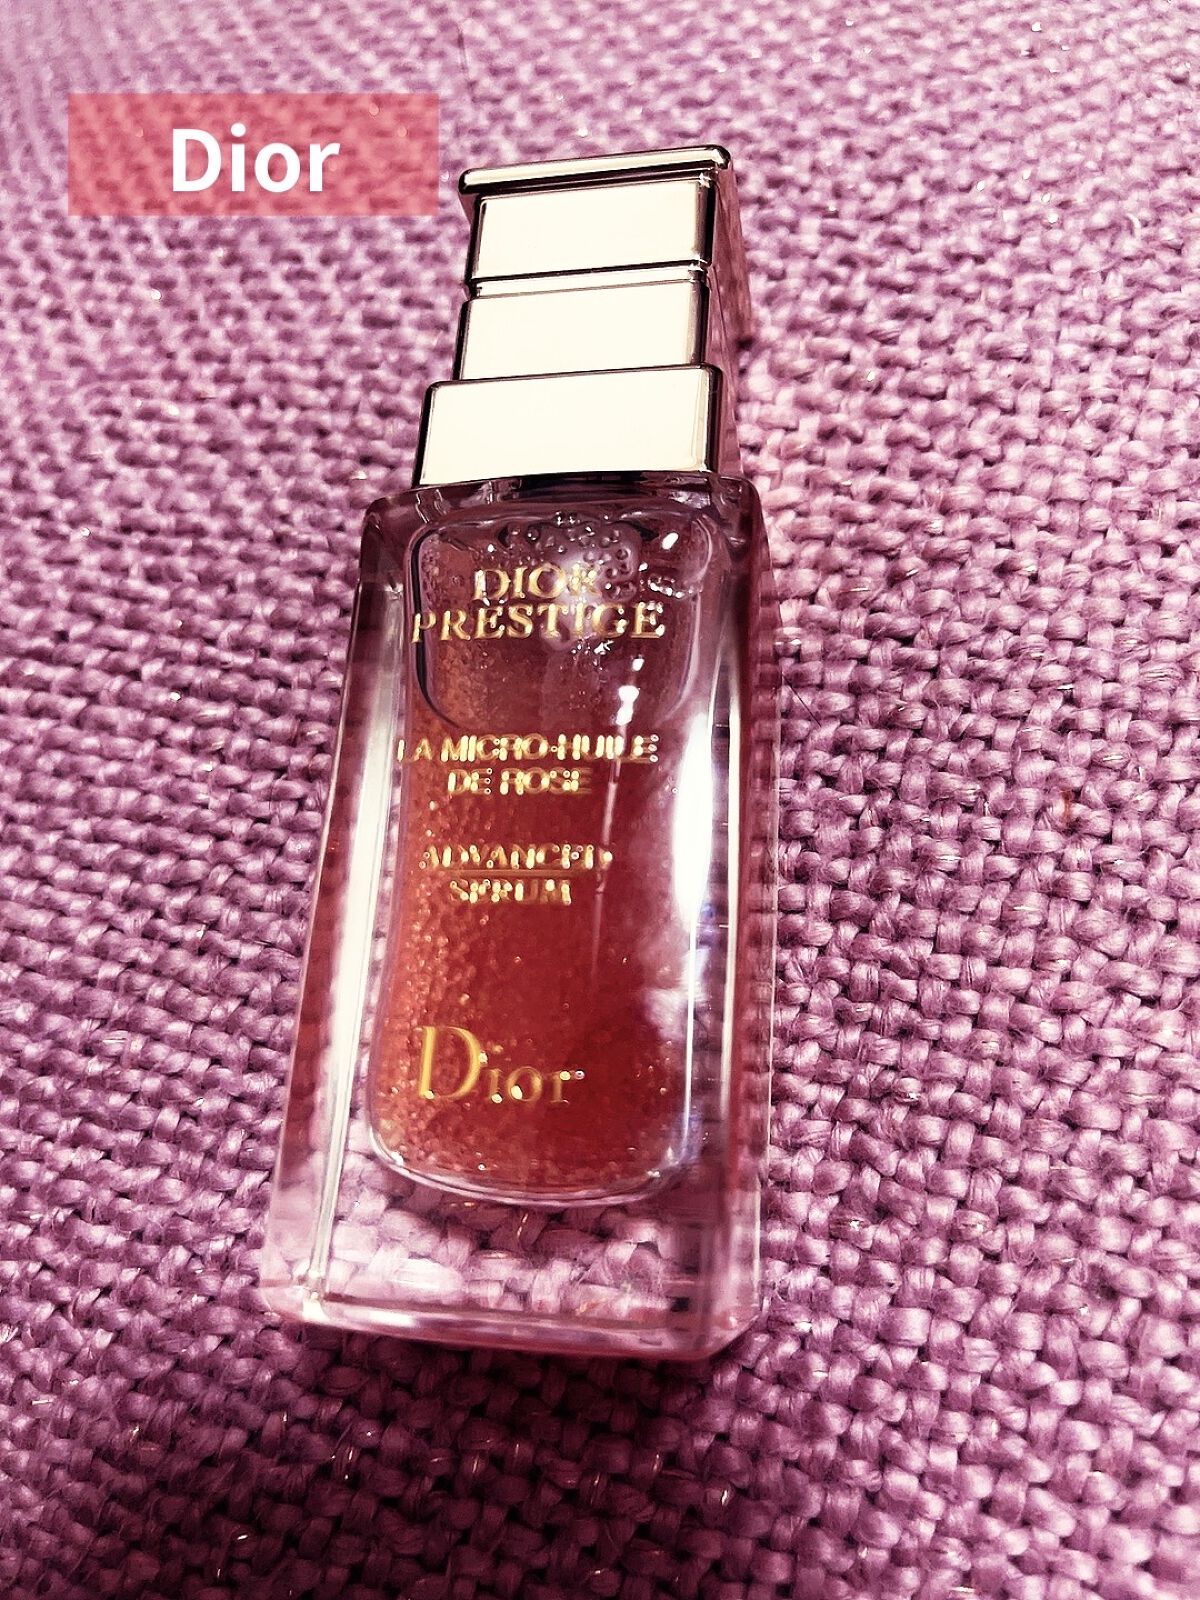 Dior
DIOR
PRESTIGE
LA MICRO-HUILE
DE ROSE
ADVANCED
SERUM
Dior